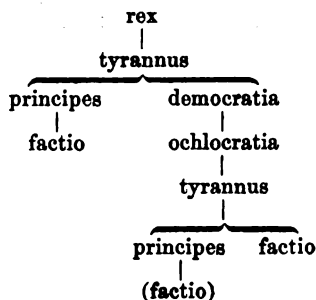 rex
tyrannus
principes democratia
factio ochlocratia
tyrannus
principes factio
(factio)